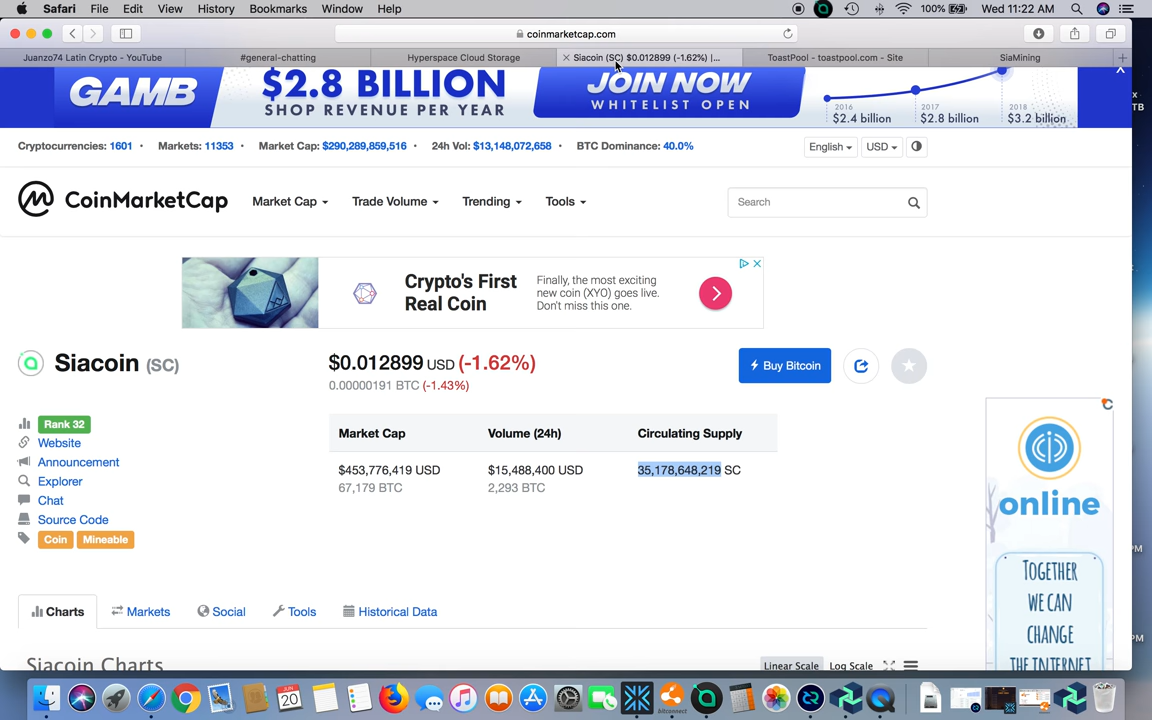 Safari File Edit View History Bookmarks Window Help 100% Wed 11:22 AM
coinmarketcap.com
Juanzo74 Latin Crypto - YouTube #general-chatting Hyperspace Cloud Storage Siacoin (SC) $0.012899 (-1.62%) |... ToastPool - toastpool.com - Site SiaMining
GAMB $2.8 BILLION JOIN NOW
SHOP REVENUE PER YEAR WHITELIST OPEN
2016 2017 2018
$2.4 billion $2.8 billion $3.2 billion
X
TB
Cryptocurrencies: 1601 • Markets: 11353 • Market Cap: $290,289,859,516 • 24h Vol: $13,148,072,658 • BTC Dominance: 40.0% English USD
CoinMarketCap Market Cap Trade Volume Trending Tools Search
Crypto's First
Real Coin
Finally, the most exciting
new coin (XYO) goes live.
Don't miss this one.
Siacoin (SC) $0.012899 USD (-1.62%) Buy Bitcoin
0.00000191 BTC (-1.43%)
Rank 32
Website
Announcement
Explorer
Chat
Source Code
Coin Mineable
Market Cap Volume (24h) Circulating Supply
$453,776,419 USD $15,488,400 USD 35,178,648,219 SC
67,179 BTC 2,293 BTC
online
TOGETHER
WE CAN
CHANGE
THE INTERNET
PM
PM
Charts Markets Social Tools Historical Data
Siacoin Charts Linear Scale Log Scale
JUN
20
bitconnect